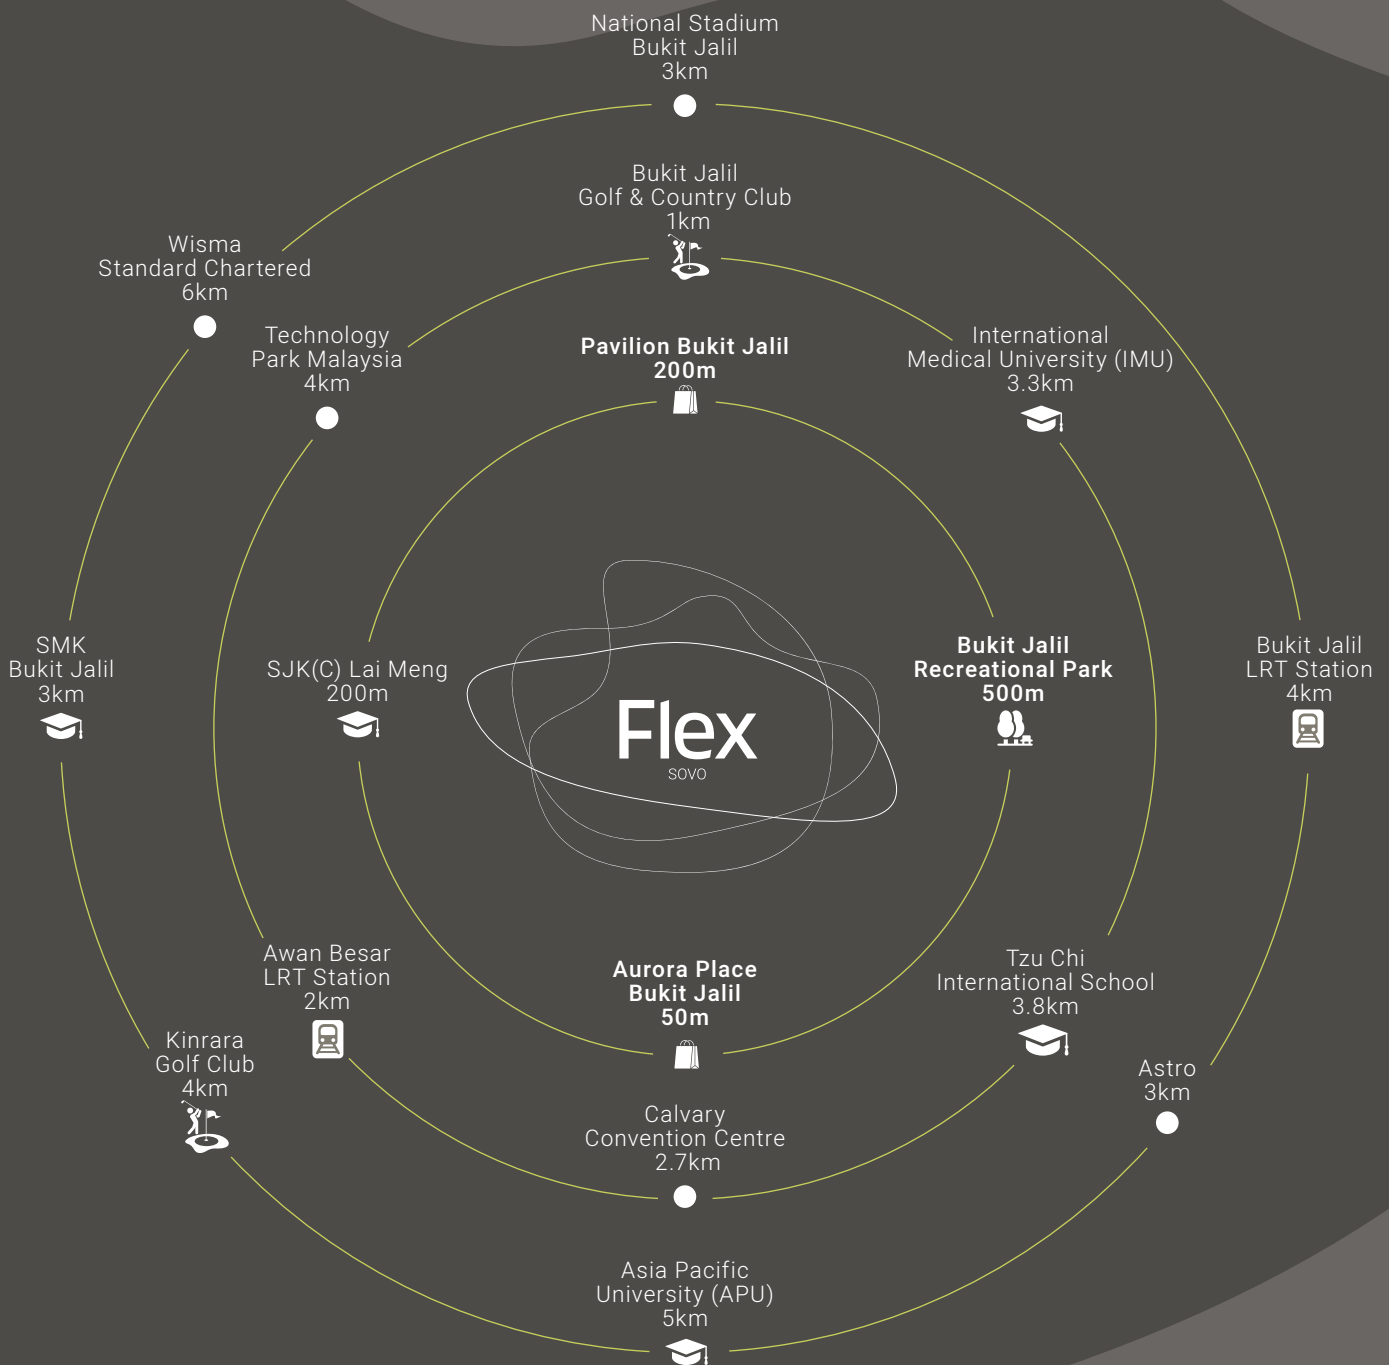 National Stadium
Bukit Jalil
3km
Bukit Jalil
Golf & Country Club
1km
Wisma
Standard Chartered
6km
Technology
Park Malaysia
4km
Pavilion Bukit Jalil
200m
International
Medical University (IMU)
3.3km
SMK
Bukit Jalil
3km
SJK(C) Lai Meng
200m
Flex
SOVO
Bukit Jalil
Recreational Park
500m
Bukit Jalil
LRT Station
4km
Awan Besar
LRT Station
2km
Aurora Place
Bukit Jalil
50m
Tzu Chi
International School
3.8km
Kinrara
Golf Club
4km
Astro
3km
Calvary
Convention Centre
2.7km
Asia Pacific
University (APU)
5km